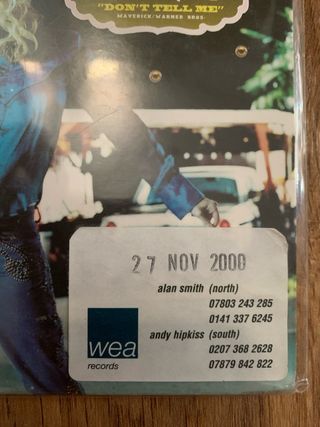 "DON'T TELL ME"
MAVERICK/WARNER BROS.
27 NOV 2000
alan smith (north)
07803 243 285
0141 337 6245
andy hipkiss (south)
0207 368 2628
07879 842 822
wea
records